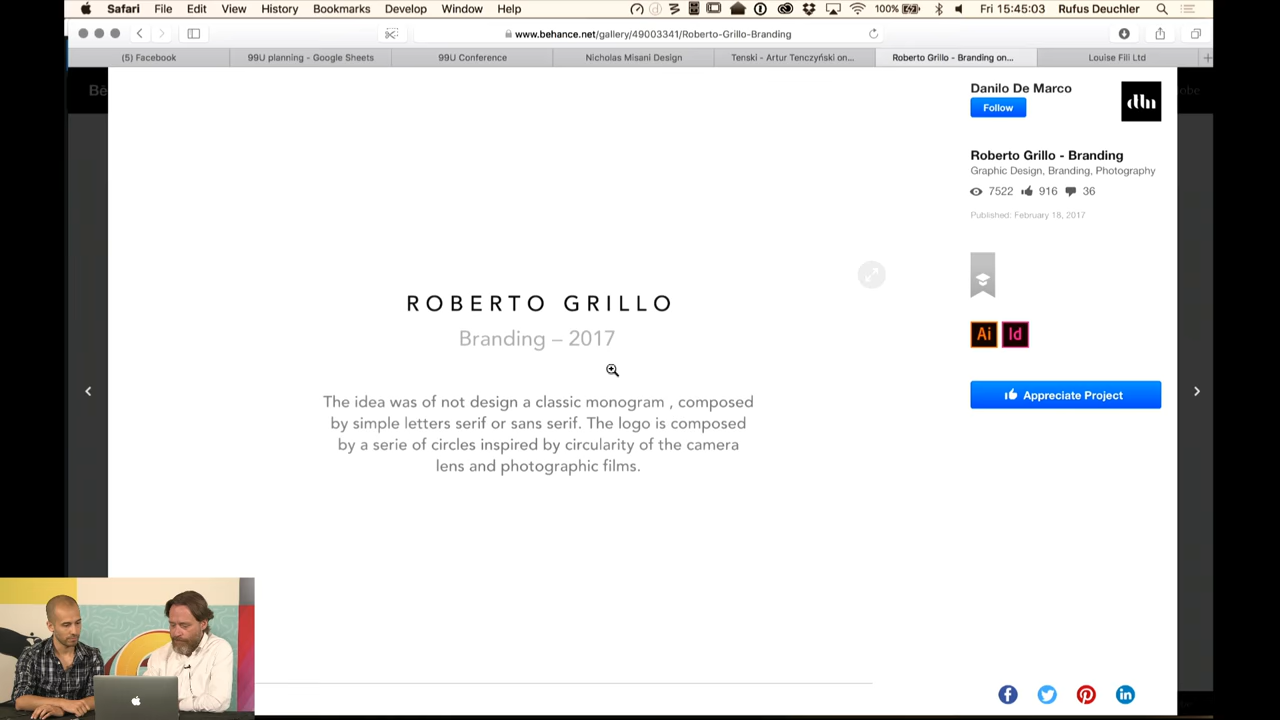 Safari File Edit View History Bookmarks Develop Window Help 100% Fri 15:45:03 Rufus Deuchler
www.behance.net/gallery/49003341/Roberto-Grillo-Branding
(5) Facebook 99U planning - Google Sheets 99U Conference Nicholas Misani Design Tenski - Artur Tenczyński on... Roberto Grillo - Branding on... Louise Fill Ltd
Bē
Danilo De Marco
Follow
Roberto Grillo - Branding
Graphic Design, Branding, Photography
7522 916 36
Published: February 18, 2017
Ai Id
Appreciate Project
ROBERTO GRILLO
Branding – 2017
The idea was of not design a classic monogram , composed
by simple letters serif or sans serif. The logo is composed
by a serie of circles inspired by circularity of the camera
lens and photographic films.